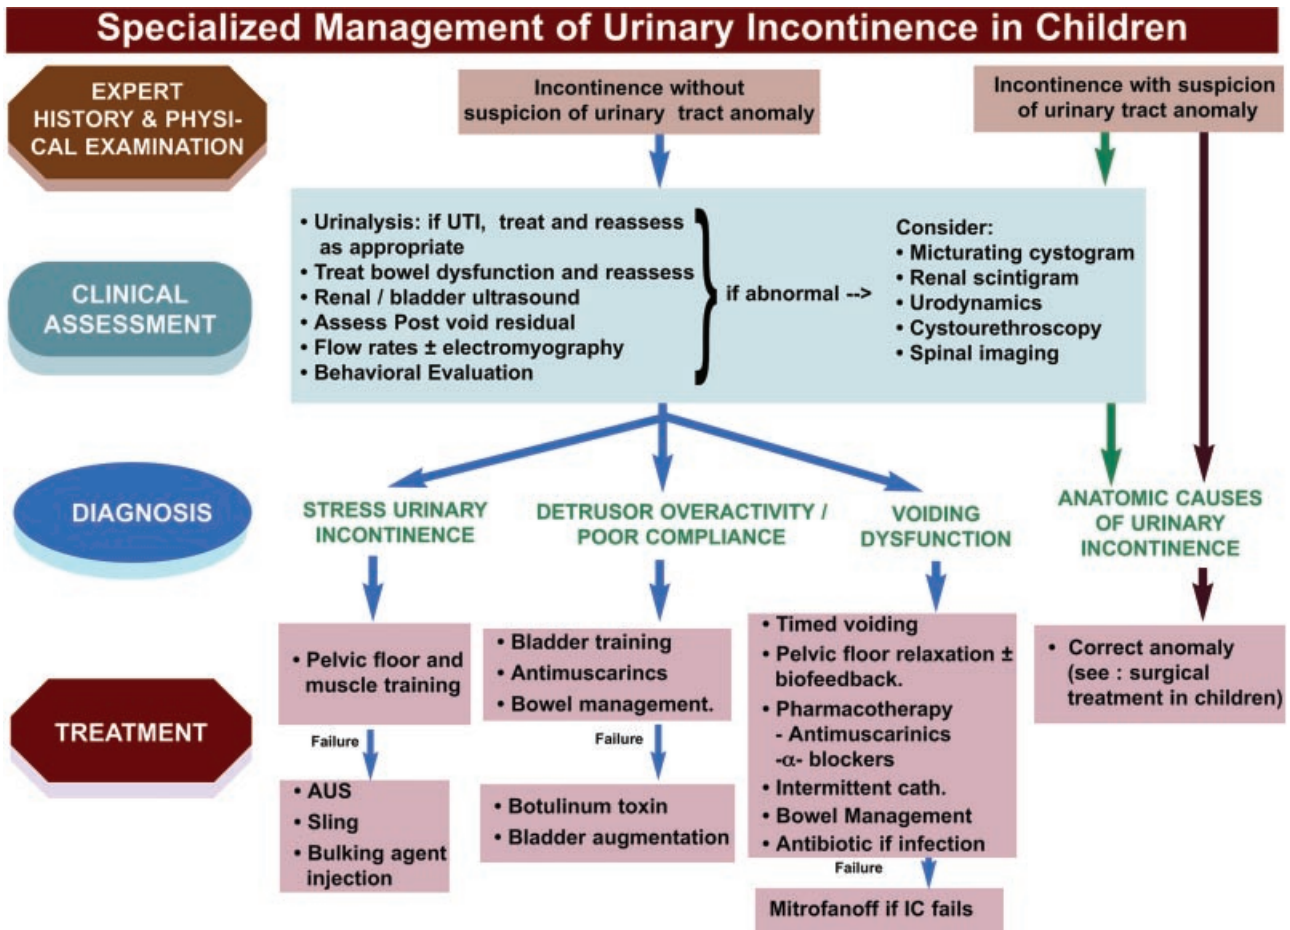 Specialized Management of Urinary Incontinence in Children
EXPERT
HISTORY & PHYSI-
CAL EXAMINATION
Incontinence without
suspicion of urinary tract anomaly
Incontinence with suspicion
of urinary tract anomaly
CLINICAL
ASSESSMENT
• Urinalysis: if UTI, treat and reassess
as appropriate
• Treat bowel dysfunction and reassess
• Renal / bladder ultrasound
• Assess Post void residual
• Flow rates ± electromyography
• Behavioral Evaluation
if abnormal -->
Consider:
• Micturating cystogram
• Renal scintigram
• Urodynamics
• Cystourethroscopy
• Spinal imaging
DIAGNOSIS
STRESS URINARY
INCONTINENCE
DETRUSOR OVERACTIVITY /
POOR COMPLIANCE
VOIDING
DYSFUNCTION
ANATOMIC CAUSES
OF URINARY
INCONTINENCE
TREATMENT
• Pelvic floor and
muscle training
Failure
• AUS
• Sling
• Bulking agent
injection
• Bladder training
• Antimuscarincs
• Bowel management.
Failure
• Botulinum toxin
• Bladder augmentation
• Timed voiding
• Pelvic floor relaxation ±
biofeedback.
• Pharmacotherapy
- Antimuscarinics
-α- blockers
• Intermittent cath.
• Bowel Management
• Antibiotic if infection
Failure
Mitrofanoff if IC fails
• Correct anomaly
(see : surgical
treatment in children)